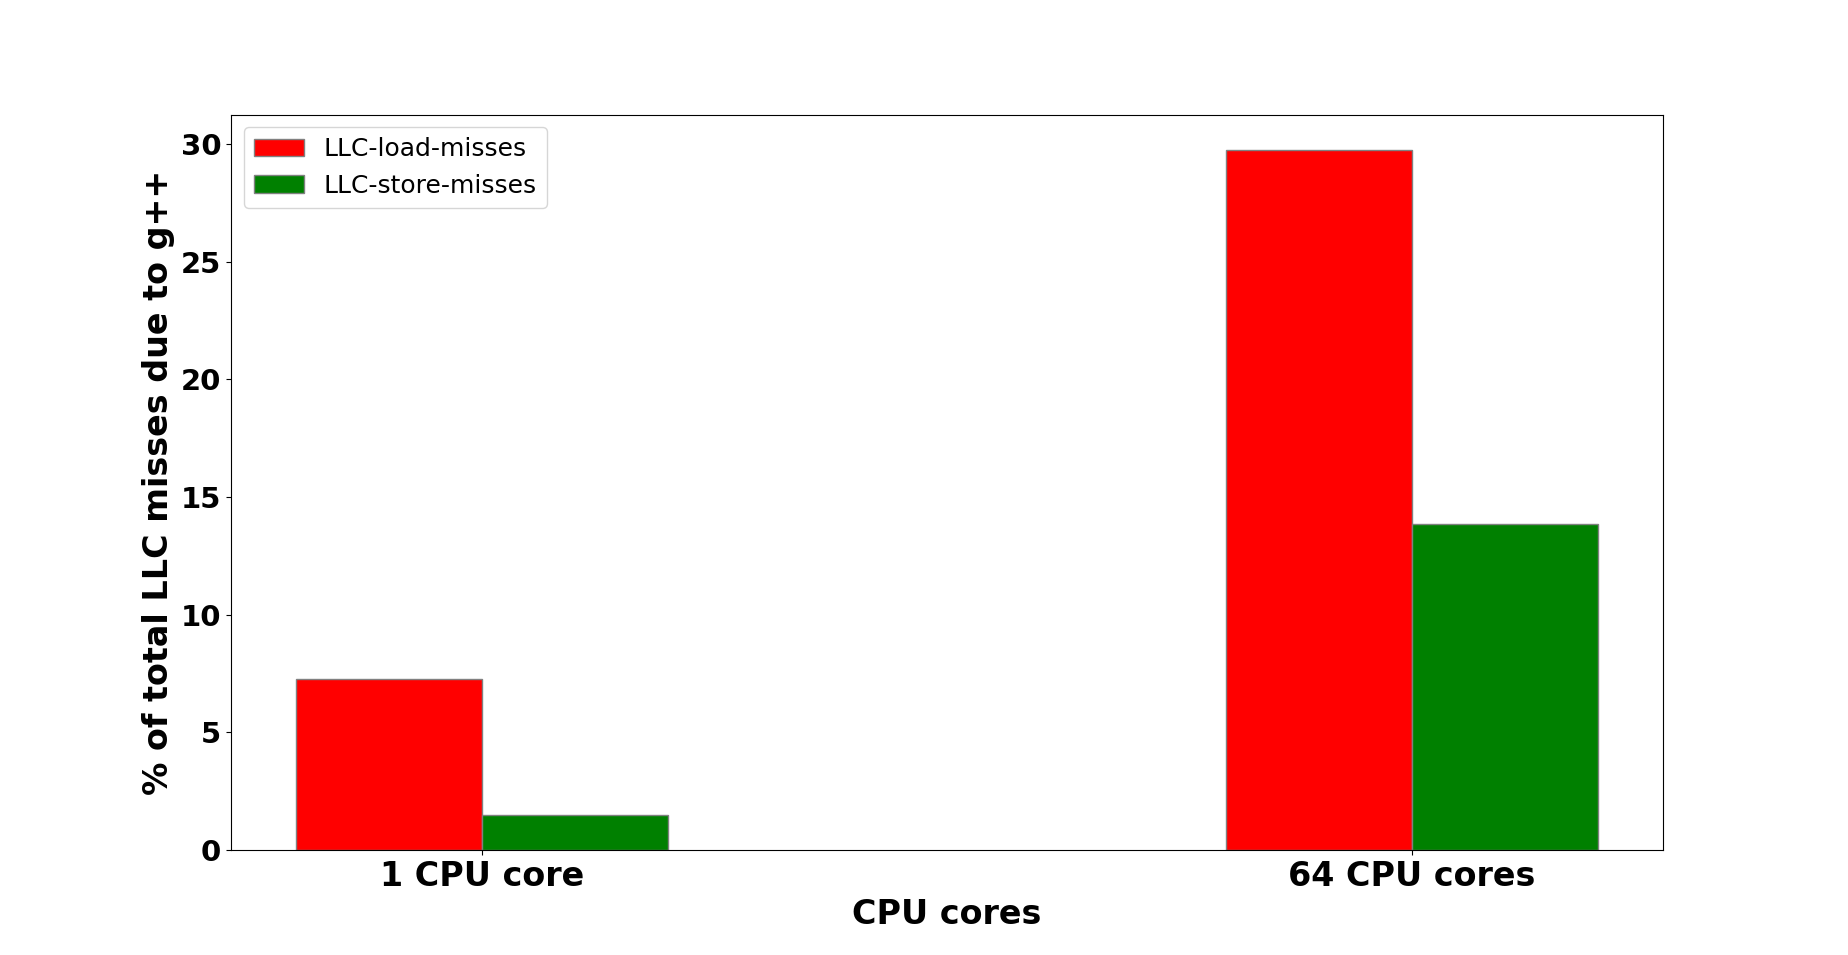 LLC-load-misses
LLC-store-misses
% of total LLC misses due to g++
30
25
20
15
10
5
0
1 CPU core
64 CPU cores
CPU cores